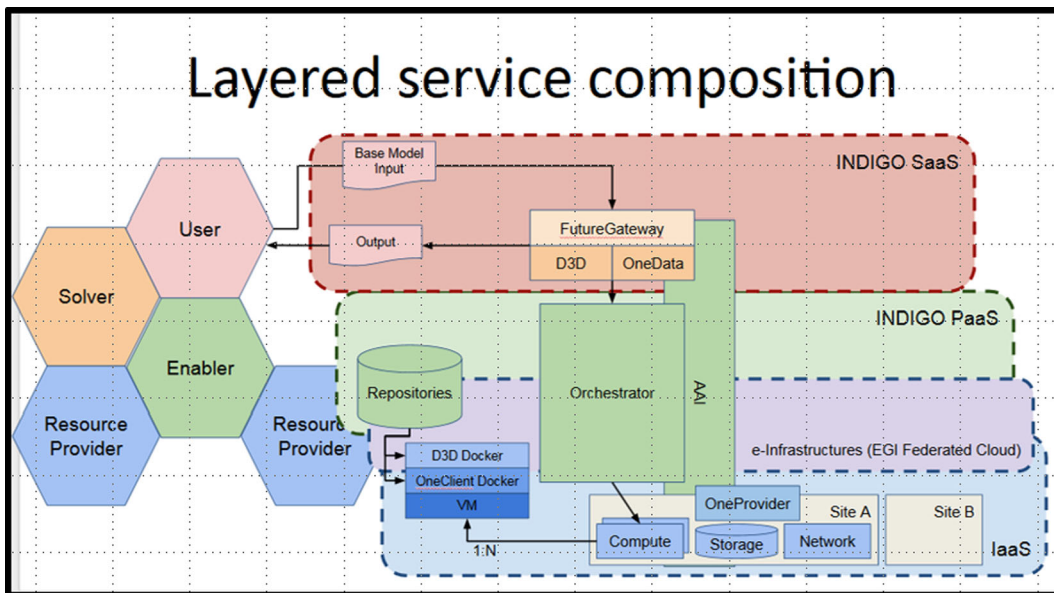 Layered service composition
Base Model
Input
INDIGO SaaS
User
FutureGateway
Output
D3D
OneData
Solver
INDIGO PaaS
Enabler
Repositories
Orchestrator
AAI
Resource
Provider
Resource
Provider
e-Infrastructures (EGI Federated Cloud)
D3D Docker
OneClient Docker
VM
OneProvider
Site A
Site B
Compute
Storage
Network
1:N
IaaS